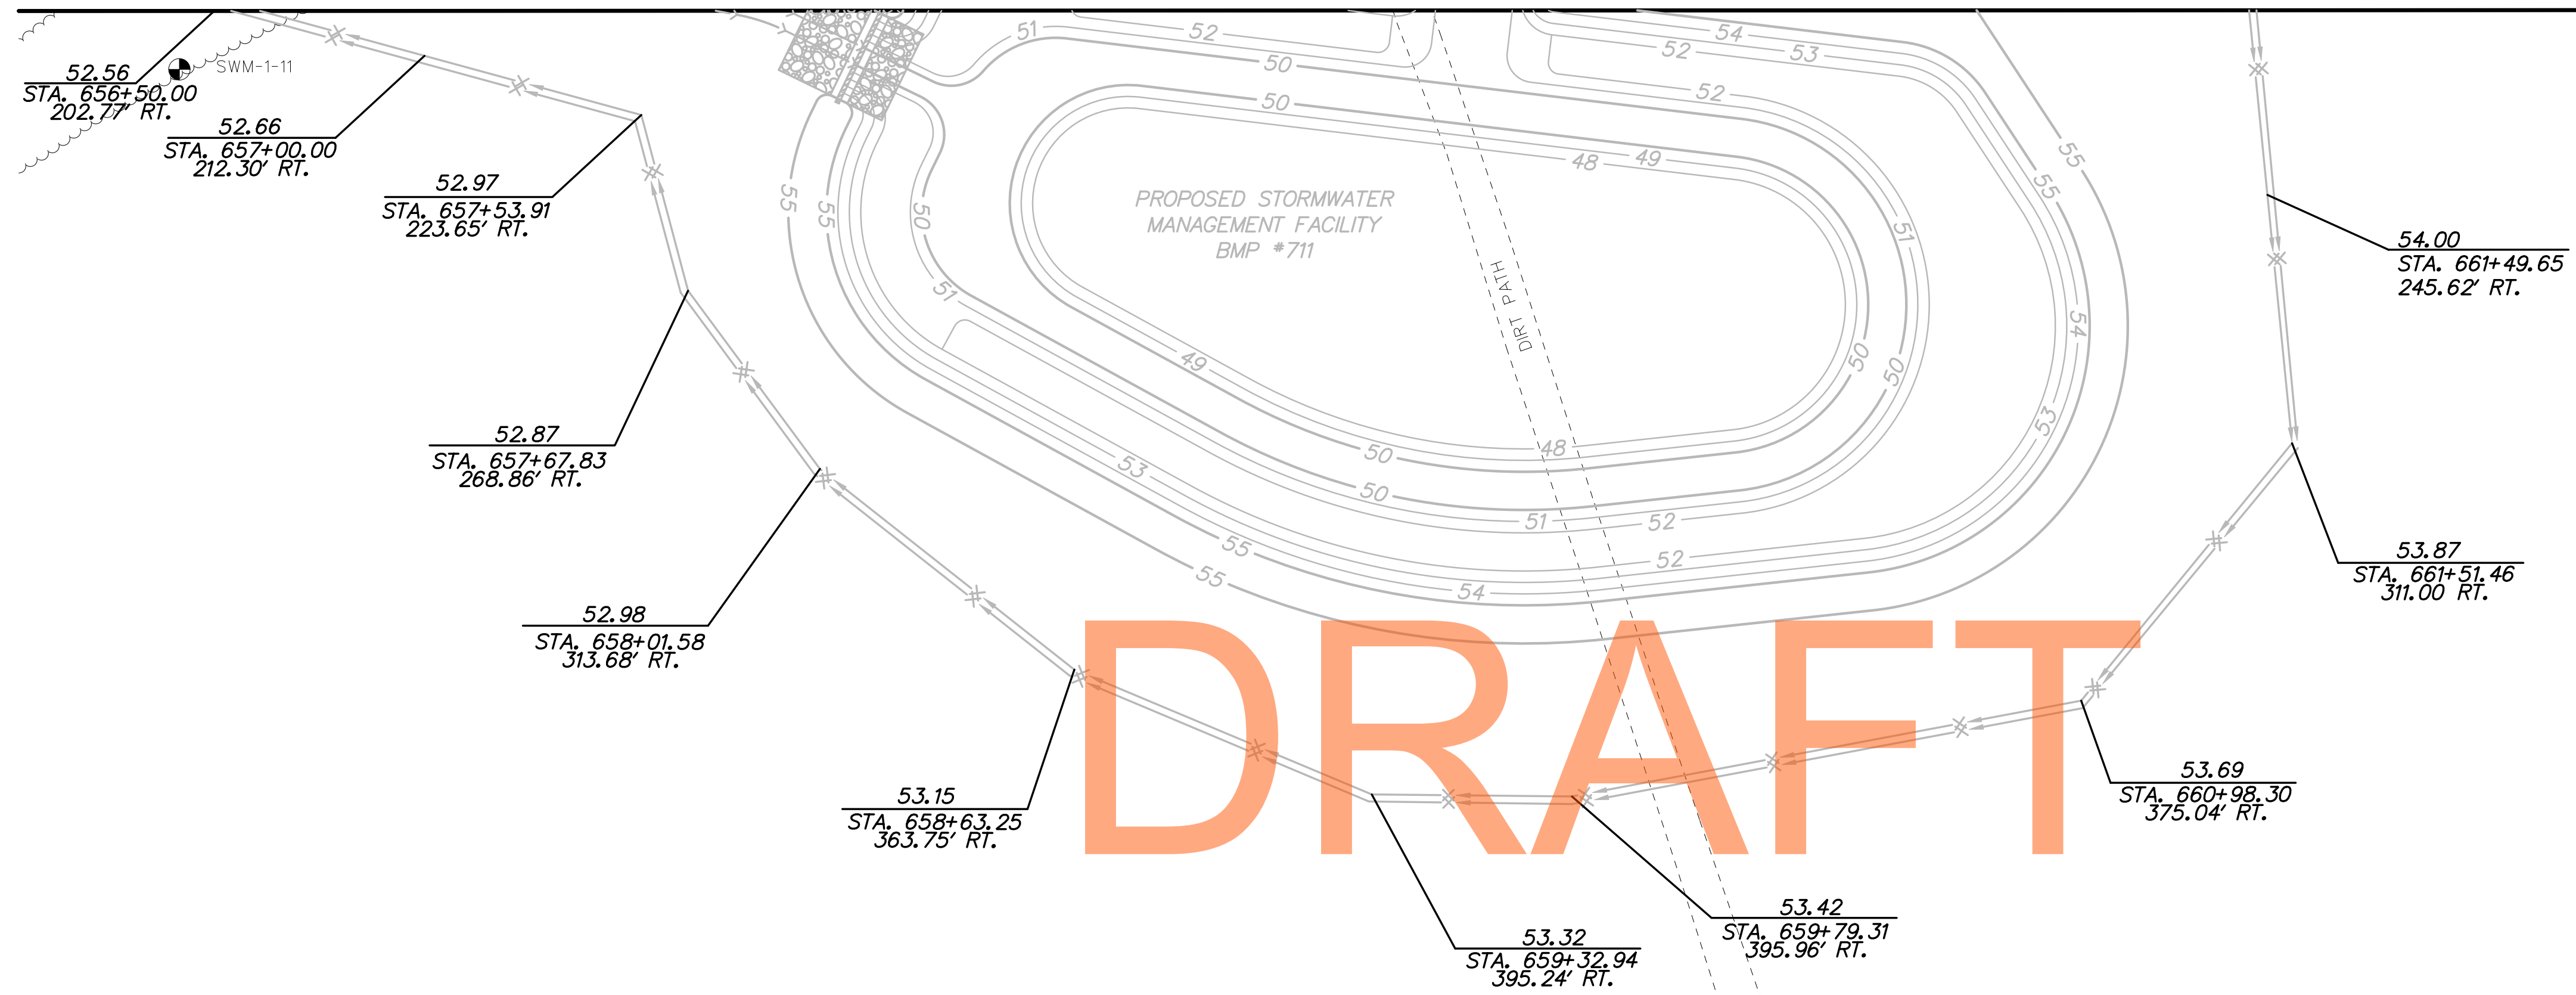 52
51
54
53
52
50
52.56
STA. 656+50.00
202.77' RT.
SWM-1-11
52.66
STA. 657+00.00
212.30' RT.
52.97
STA. 657+53.91
223.65' RT.
52
50
51
55
48
49
55
55
55
50
51
PROPOSED STORMWATER
MANAGEMENT FACILITY
BMP #711
54.00
STA. 661+49.65
245.62' RT.
51
DIRT PATH
54
49
50
50
53
52.87
STA. 657+67.83
268.86' RT.
48
50
53
50
51
52
55
52
55
54
53.87
STA. 661+51.46
311.00 RT.
52.98
STA. 658+01.58
313.68' RT.
DRAFT
53.15
STA. 658+63.25
363.75' RT.
53.69
STA. 660+98.30
375.04' RT.
53.42
STA. 659+79.31
395.96' RT.
53.32
STA. 659+32.94
395.24' RT.